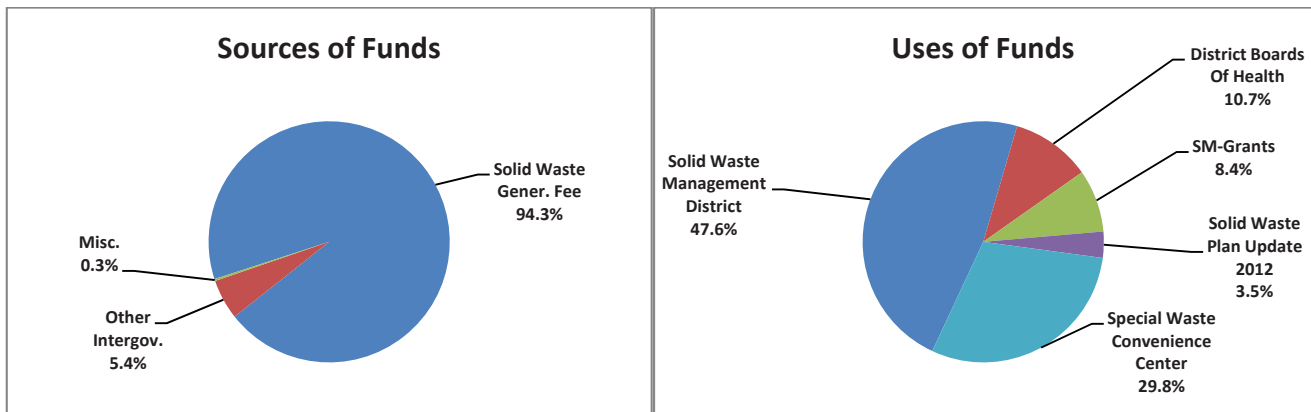 Sources of Funds
Solid Waste
Gener. Fee
94.3%
Misc.
0.3%
Other
Intergov.
5.4%
Uses of Funds
District Boards
Of Health
10.7%
SM-Grants
8.4%
Solid Waste
Management
District
47.6%
Solid Waste
Plan Update
2012
3.5%
Special Waste
Convenience
Center
29.8%